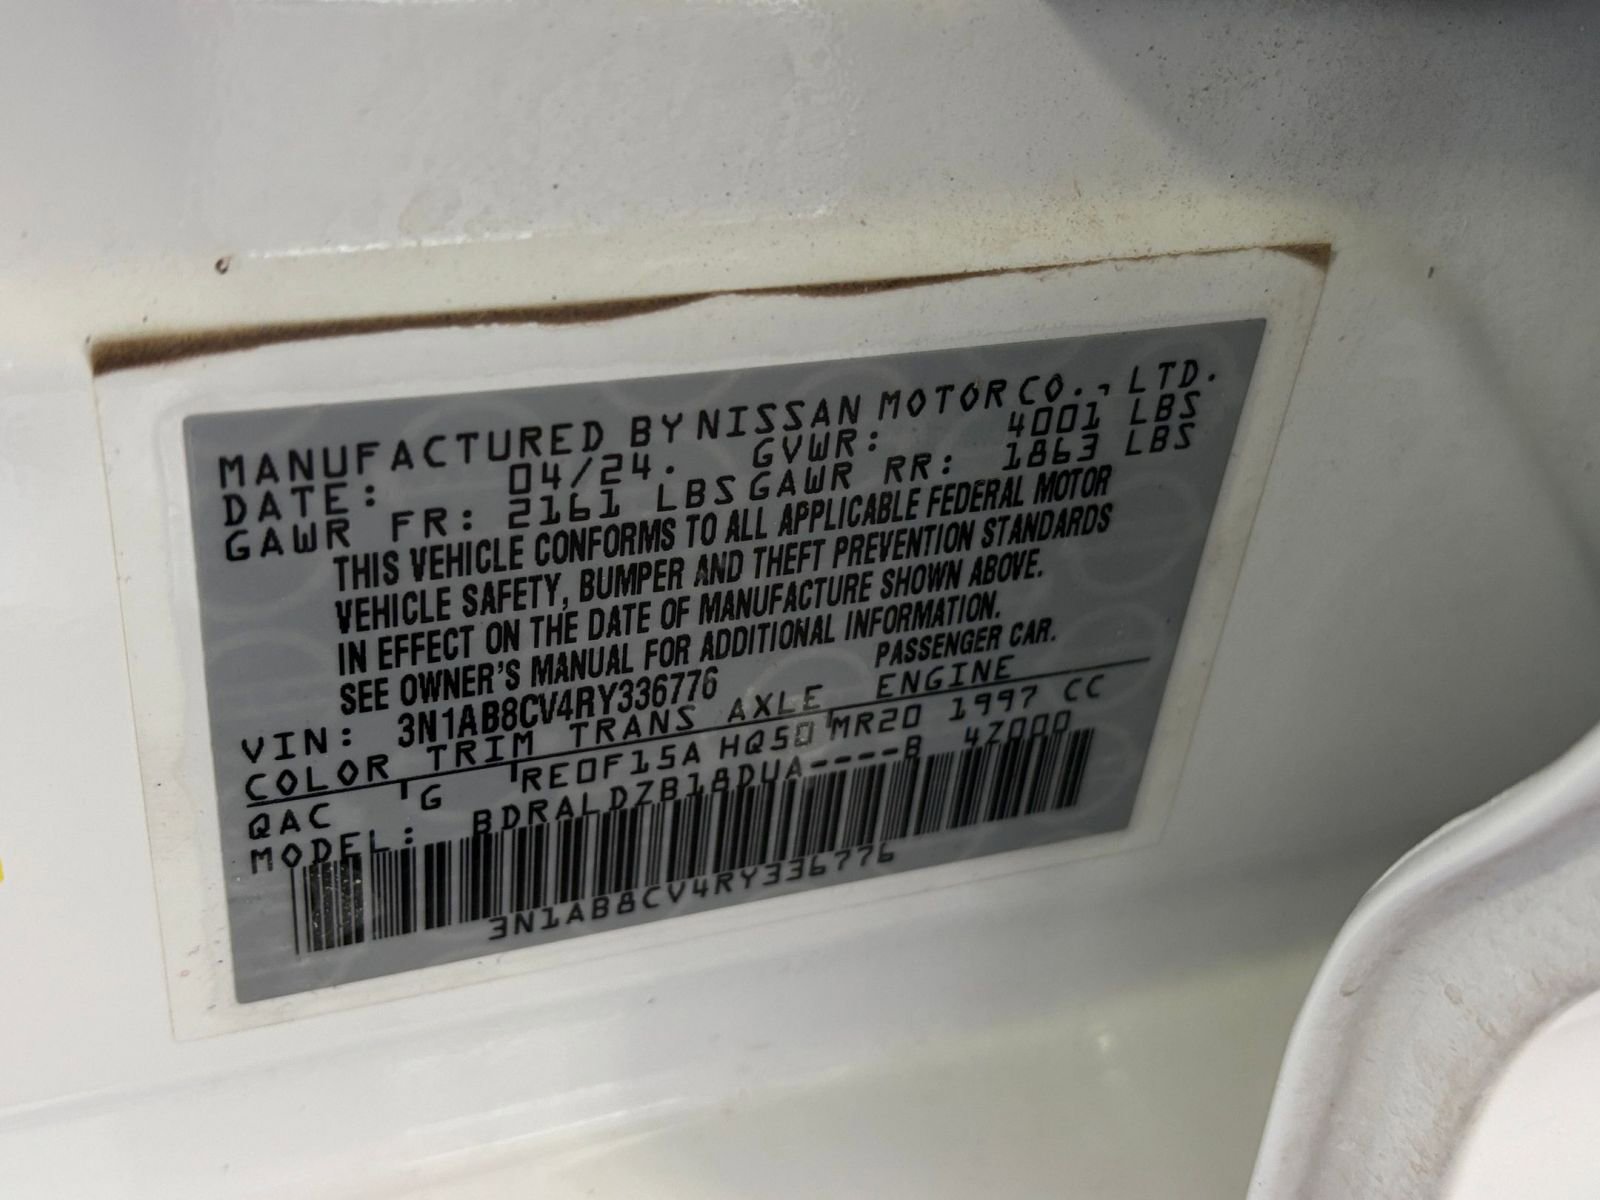 MANUFACTURED BY NISSAN MOTOR CO., LTD.
DATE: 04/24. GVWR: 4001 LBS
GAWR FR: 2161 LBS GAWR RR: 1863 LBS
THIS VEHICLE CONFORMS TO ALL APPLICABLE FEDERAL MOTOR
VEHICLE SAFETY, BUMPER AND THEFT PREVENTION STANDARDS
IN EFFECT ON THE DATE OF MANUFACTURE SHOWN ABOVE.
SEE OWNER'S MANUAL FOR ADDITIONAL INFORMATION.
VIN: 3N1AB8CV4RY336776 PASSENGER CAR.
COLOR TRIM TRANS AXLE ENGINE
QAC G RE0F15A HQ50 MR20 1997 CC
MODEL: BDRALDZB18DUA----B 4Z000
3N1AB8CV4RY336776